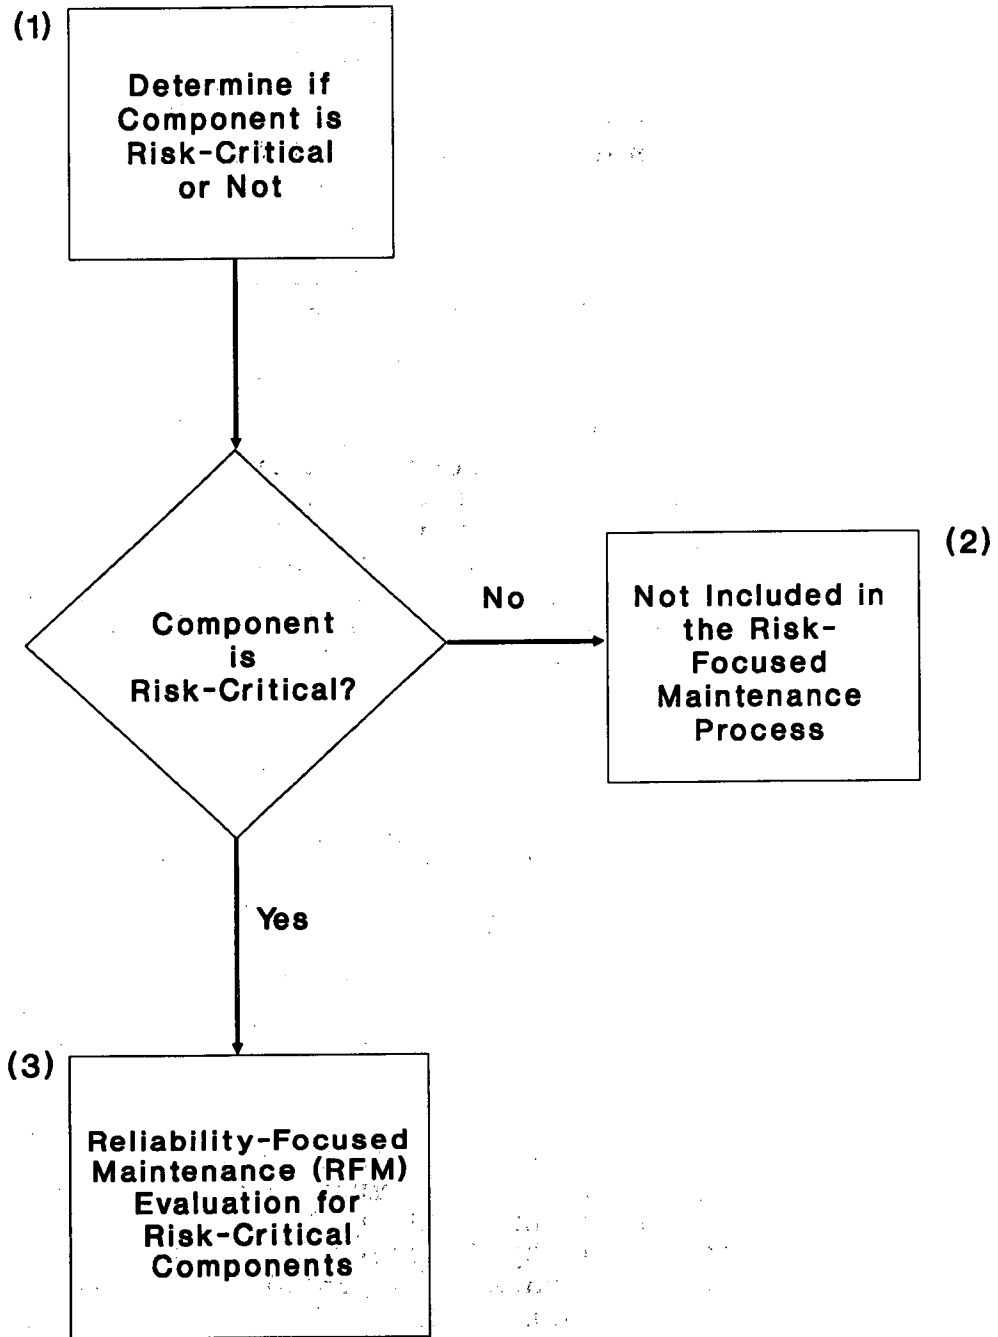 (1)
Determine if
Component is
Risk-Critical
or Not
Component
is
Risk-Critical?
No
(2)
Not Included in
the Risk-
Focused
Maintenance
Process
Yes
(3)
Reliability-Focused
Maintenance (RFM)
Evaluation for
Risk-Critical
Components